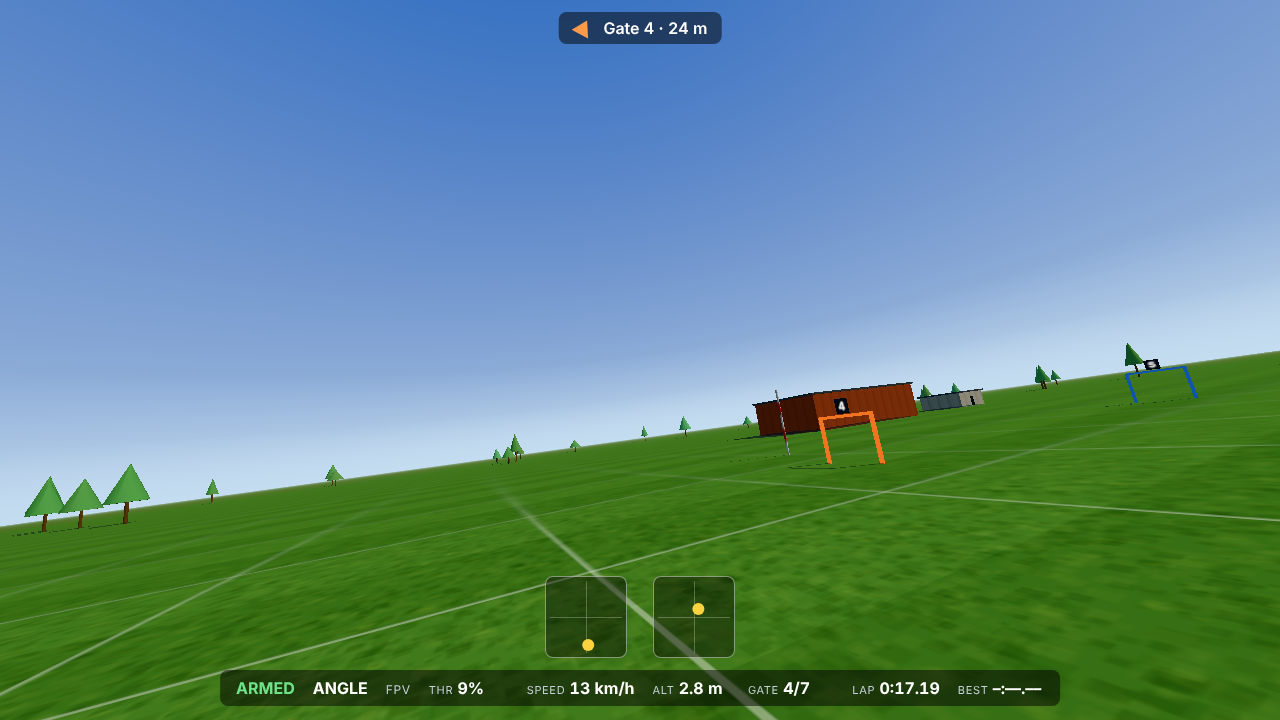 Gate 4 · 24 m
4
ARMED ANGLE FPV THR 9% SPEED 13 km/h ALT 2.8 m GATE 4/7 LAP 0:17.19 BEST –:––.––